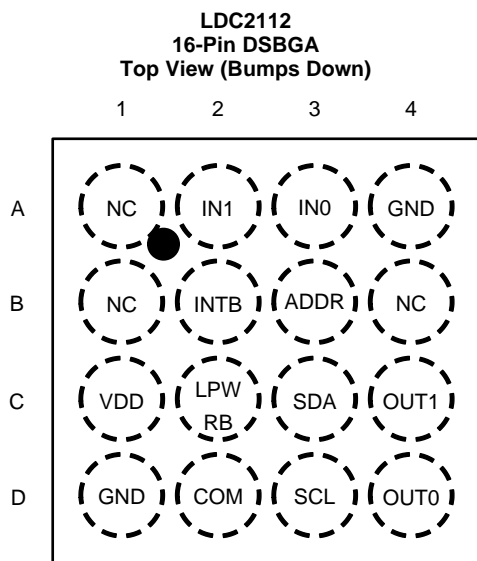 LDC2112
16-Pin DSBGA
Top View (Bumps Down)
1 2 3 4
A NC IN1 IN0 GND
B NC INTB ADDR NC
C VDD LPW RB SDA OUT1
D GND COM SCL OUT0